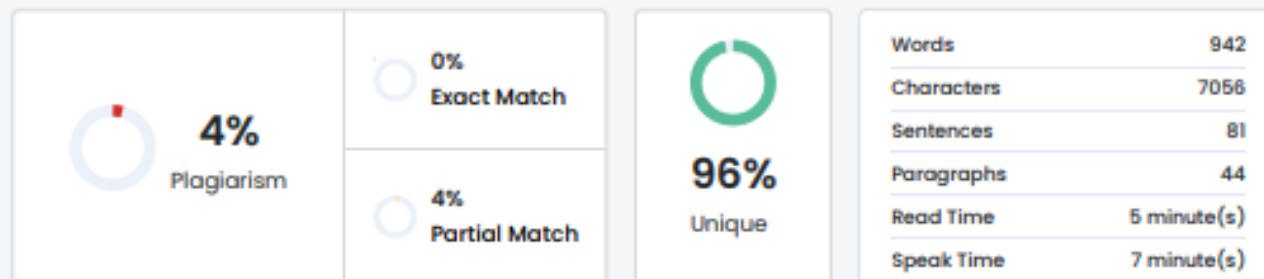 4%
Plagiarism
0%
Exact Match
4%
Partial Match
96%
Unique
Words 942
Characters 7056
Sentences 81
Paragraphs 44
Read Time 5 minute(s)
Speak Time 7 minute(s)